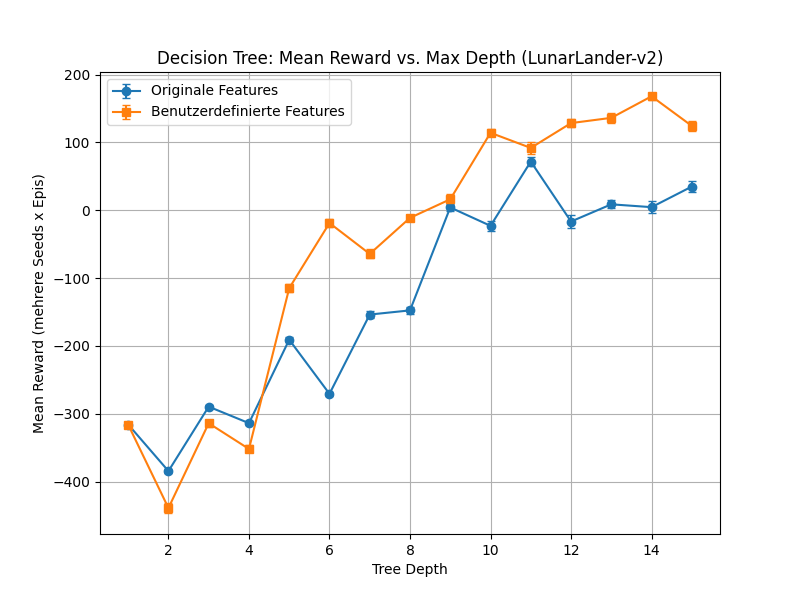 Decision Tree: Mean Reward vs. Max Depth (LunarLander-v2)
Originale Features
Benutzerdefinierte Features
Mean Reward (mehrere Seeds x Epis)
200
100
0
−100
−200
−300
−400
2 4 6 8 10 12 14
Tree Depth